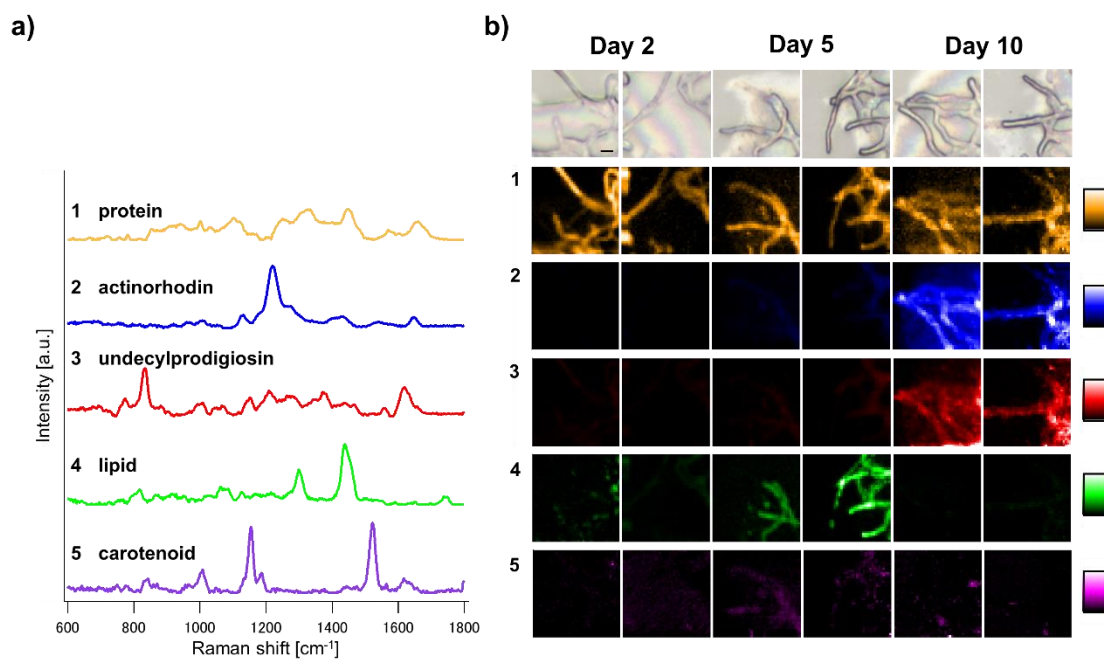 a)
b)
Day 2
Day 5
Day 10
1 protein
2 actinorhodin
3 undecylprodigiosin
4 lipid
5 carotenoid
Intensity [a.u.]
600 800 1000 1200 1400 1600 1800
Raman shift [cm⁻¹]
1
2
3
4
5